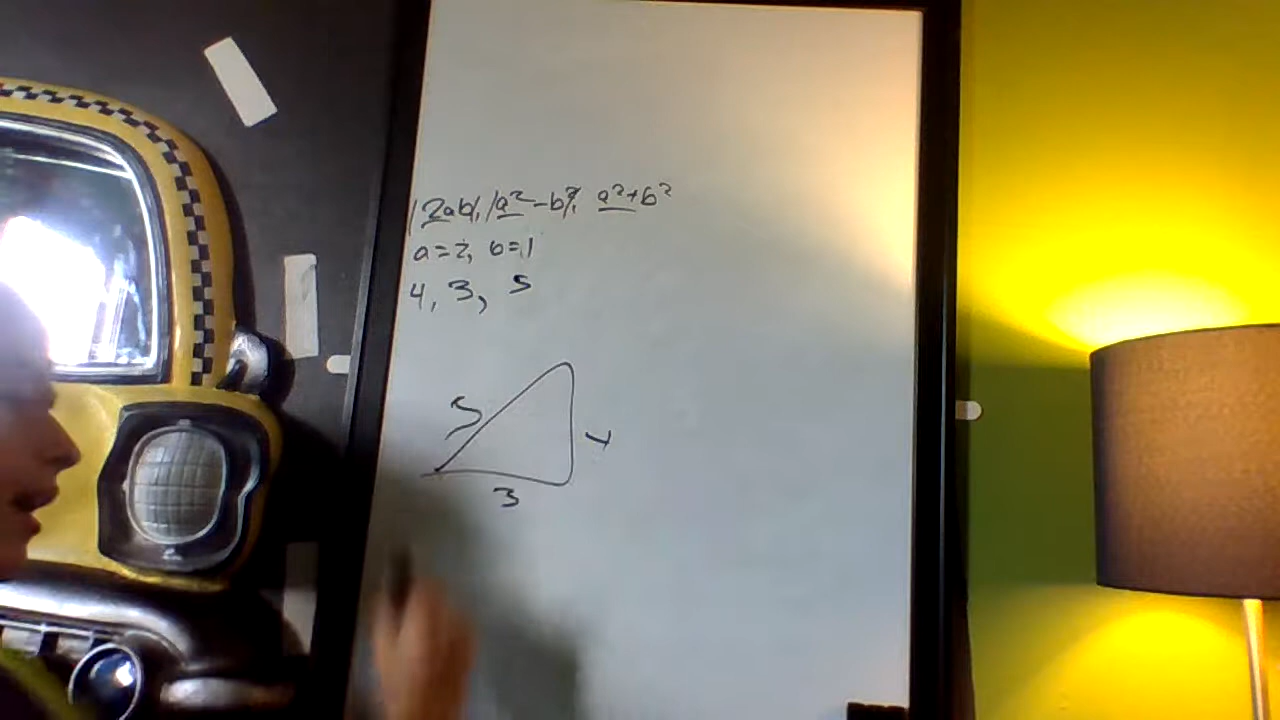 |2ab|, |a²-b²|, a²+b²
a=2, b=1
4, 3, 5
5
4
3